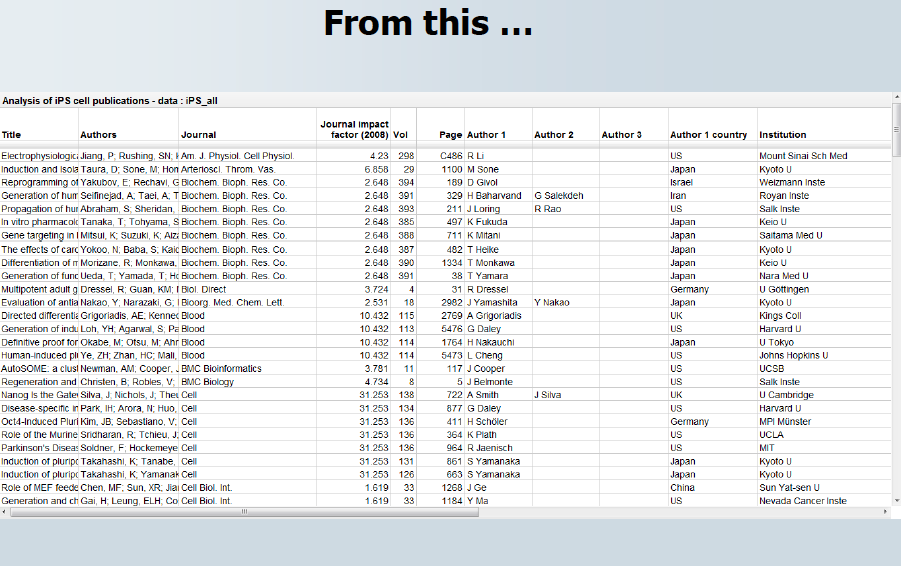 From this ...
Analysis of iPS cell publications - data : iPS_all
Title Authors Journal Journal impact factor (2008) Vol Page Author 1 Author 2 Author 3 Author 1 country Institution
Electrophysiologica Jiang, P; Rushing, SN; Am. J. Physiol. Cell Physiol. 4.23 298 C486 R Li US Mount Sinai Sch Med
Induction and Isola Taura, D; Sone, M; Hom Arterioscl. Throm. Vas. 6.858 29 1100 M Sone Japan Kyoto U
Reprogramming of Yakubov, E; Rechavi, G Biochem. Bioph. Res. Co. 2.648 394 189 D Givol Israel Weizmann Inste
Generation of hum Seifinejad, A; Taei, A; T Biochem. Bioph. Res. Co. 2.648 391 329 H Baharvand G Salekdeh Iran Royan Inste
Propagation of hu Abraham, S; Sheridan, Biochem. Bioph. Res. Co. 2.648 393 211 J Loring R Rao US Salk Inste
In vitro pharmacol Tanaka, T; Tohyama, S Biochem. Bioph. Res. Co. 2.648 385 497 K Fukuda Japan Keio U
Gene targeting in Mitsui, K; Suzuki, K; Aiza Biochem. Bioph. Res. Co. 2.648 388 711 K Mitani Japan Saitama Med U
The effects of card Yokoo, N; Baba, S; Kaic Biochem. Bioph. Res. Co. 2.648 387 482 T Heike Japan Kyoto U
Differentiation of m Morizane, R; Monkawa, Biochem. Bioph. Res. Co. 2.648 390 1334 T Monkawa Japan Keio U
Generation of func Ueda, T; Yamada, T; Ho Biochem. Bioph. Res. Co. 2.648 391 38 T Yamara Japan Nara Med U
Multipotent adult g Dressel, R; Guan, KM; Biol. Direct 3.724 4 31 R Dressel Germany U Göttingen
Evaluation of antia Nakao, Y; Narazaki, G; Bioorg. Med. Chem. Lett. 2.531 18 2982 J Yamashita Y Nakao Japan Kyoto U
Directed differentia Grigoriadis, AE; Kenned Blood 10.432 115 2769 A Grigoriadis UK Kings Coll
Generation of indu Loh, YH; Agarwal, S; Pa Blood 10.432 113 5476 G Daley US Harvard U
Definitive proof for Okabe, M; Otsu, M; Ahn Blood 10.432 114 1764 H Nakauchi Japan U Tokyo
Human-induced pl Ye, ZH; Zhan, HC; Mali, Blood 10.432 114 5473 L Cheng US Johns Hopkins U
AutoSOME: a clust Newman, AM; Cooper, BMC Bioinformatics 3.781 11 117 J Cooper US UCSB
Regeneration and Christen, B; Robles, V; BMC Biology 4.734 8 5 J Belmonte US Salk Inste
Nanog Is the Gate Silva, J; Nichols, J; Theu Cell 31.253 138 722 A Smith J Silva UK U Cambridge
Disease-specific in Park, IH; Arora, N; Huo, Cell 31.253 134 877 G Daley US Harvard U
Oct4-Induced Pluri Kim, JB; Sebastiano, V; Cell 31.253 136 411 H Schöler Germany MPI Münster
Role of the Murine Sridharan, R; Tchieu, J; Cell 31.253 136 364 K Plath US UCLA
Parkinson's Diseas Soldner, F; Hockemeye Cell 31.253 136 964 R Jaenisch US MIT
Induction of pluripo Takahashi, K; Tanabe, Cell 31.253 131 861 S Yamanaka Japan Kyoto U
Induction of pluripo Takahashi, K; Yamanak Cell 31.253 126 663 S Yamanaka Japan Kyoto U
Role of MEF feede Chen, MF; Sun, XR; Jian Cell Biol. Int. 1.619 33 1268 J Ge China Sun Yat-sen U
Generation and ch Gai, H; Leung, ELH; Co Cell Biol. Int. 1.619 33 1184 Y Ma US Nevada Cancer Inste